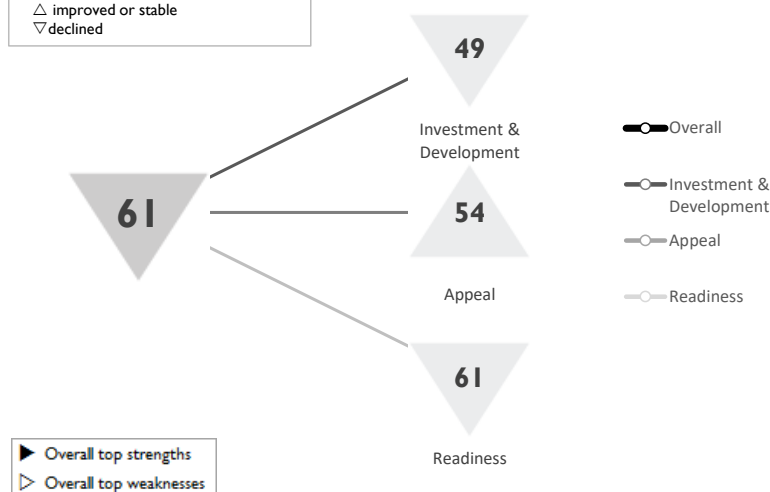 △ improved or stable
▽ declined
49
Investment &
Development
61
54
Appeal
61
Readiness
Overall
Investment &
Development
Appeal
Readiness
▶ Overall top strengths
▷ Overall top weaknesses